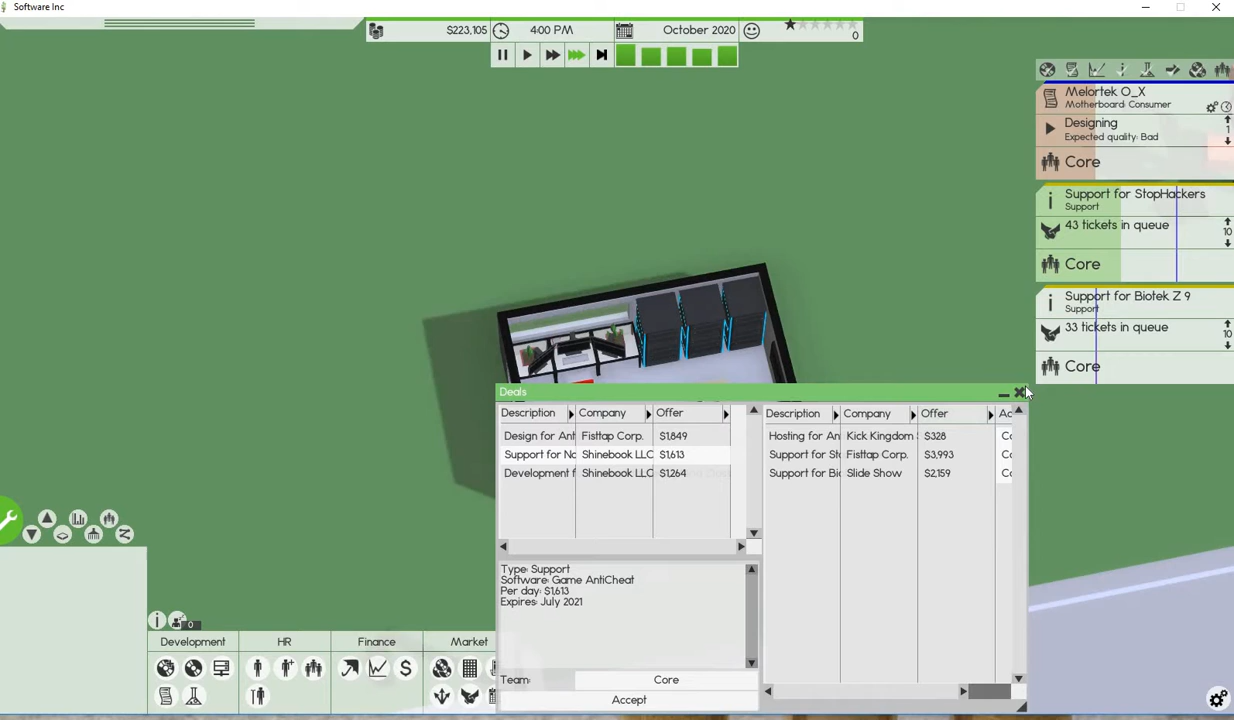 Software Inc
$223,105
4:00 PM
October 2020
0
Melortek O_X
Motherboard: Consumer
Designing
Expected quality: Bad
1
Core
Support for StopHackers
Support
43 tickets in queue
10
Core
Support for Biotek Z 9
Support
33 tickets in queue
10
Core
Deals
Description Company Offer
Design for Ant Fisttap Corp. $1,849
Support for No Shinebook LLC $1,613
Development f Shinebook LLC $1,264
Description Company Offer Ac
Hosting for An Kick Kingdom $328 Co
Support for Sto Fisttap Corp. $3,993
Support for Bio Slide Show $2,159 Co
Type: Support
Software: Game AntiCheat
Per day: $1,613
Expires: July 2021
Team: Core
Accept
0
Development HR Finance Market